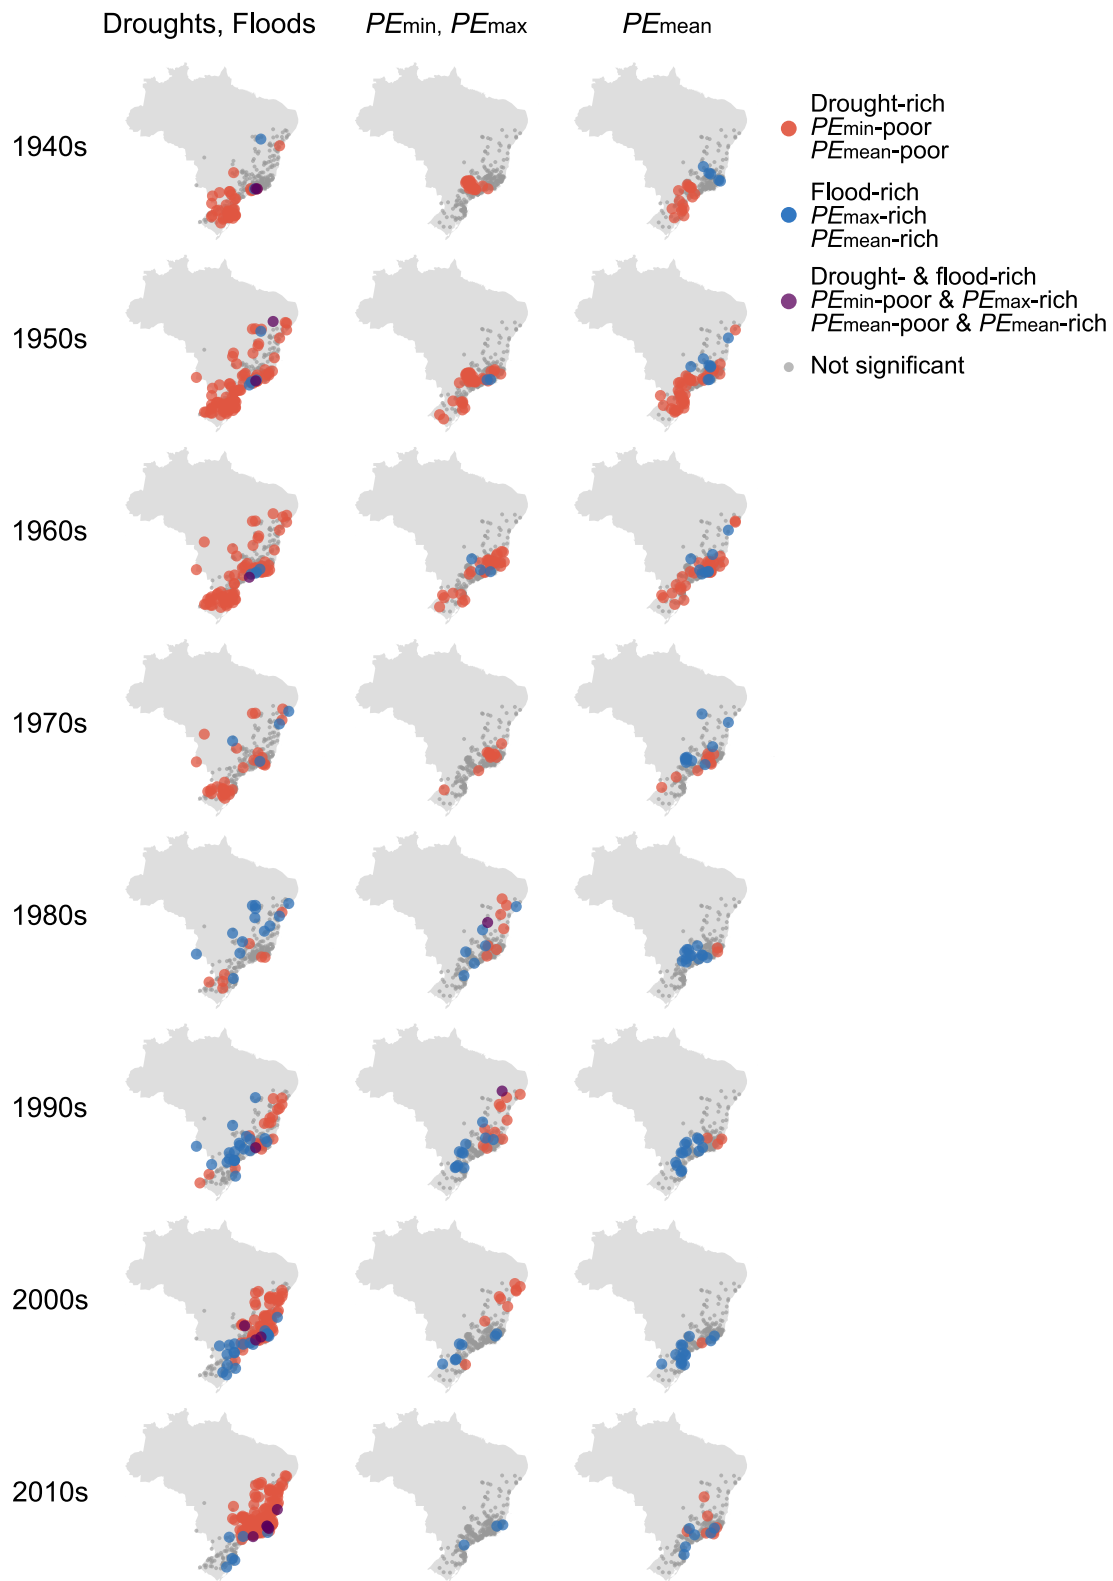 Droughts, Floods
PEmin, PEmax
PEmean
Drought-rich
PEmin-poor
PEmean-poor
Flood-rich
PEmax-rich
PEmean-rich
Drought- & flood-rich
PEmin-poor & PEmax-rich
PEmean-poor & PEmean-rich
Not significant
1940s
1950s
1960s
1970s
1980s
1990s
2000s
2010s